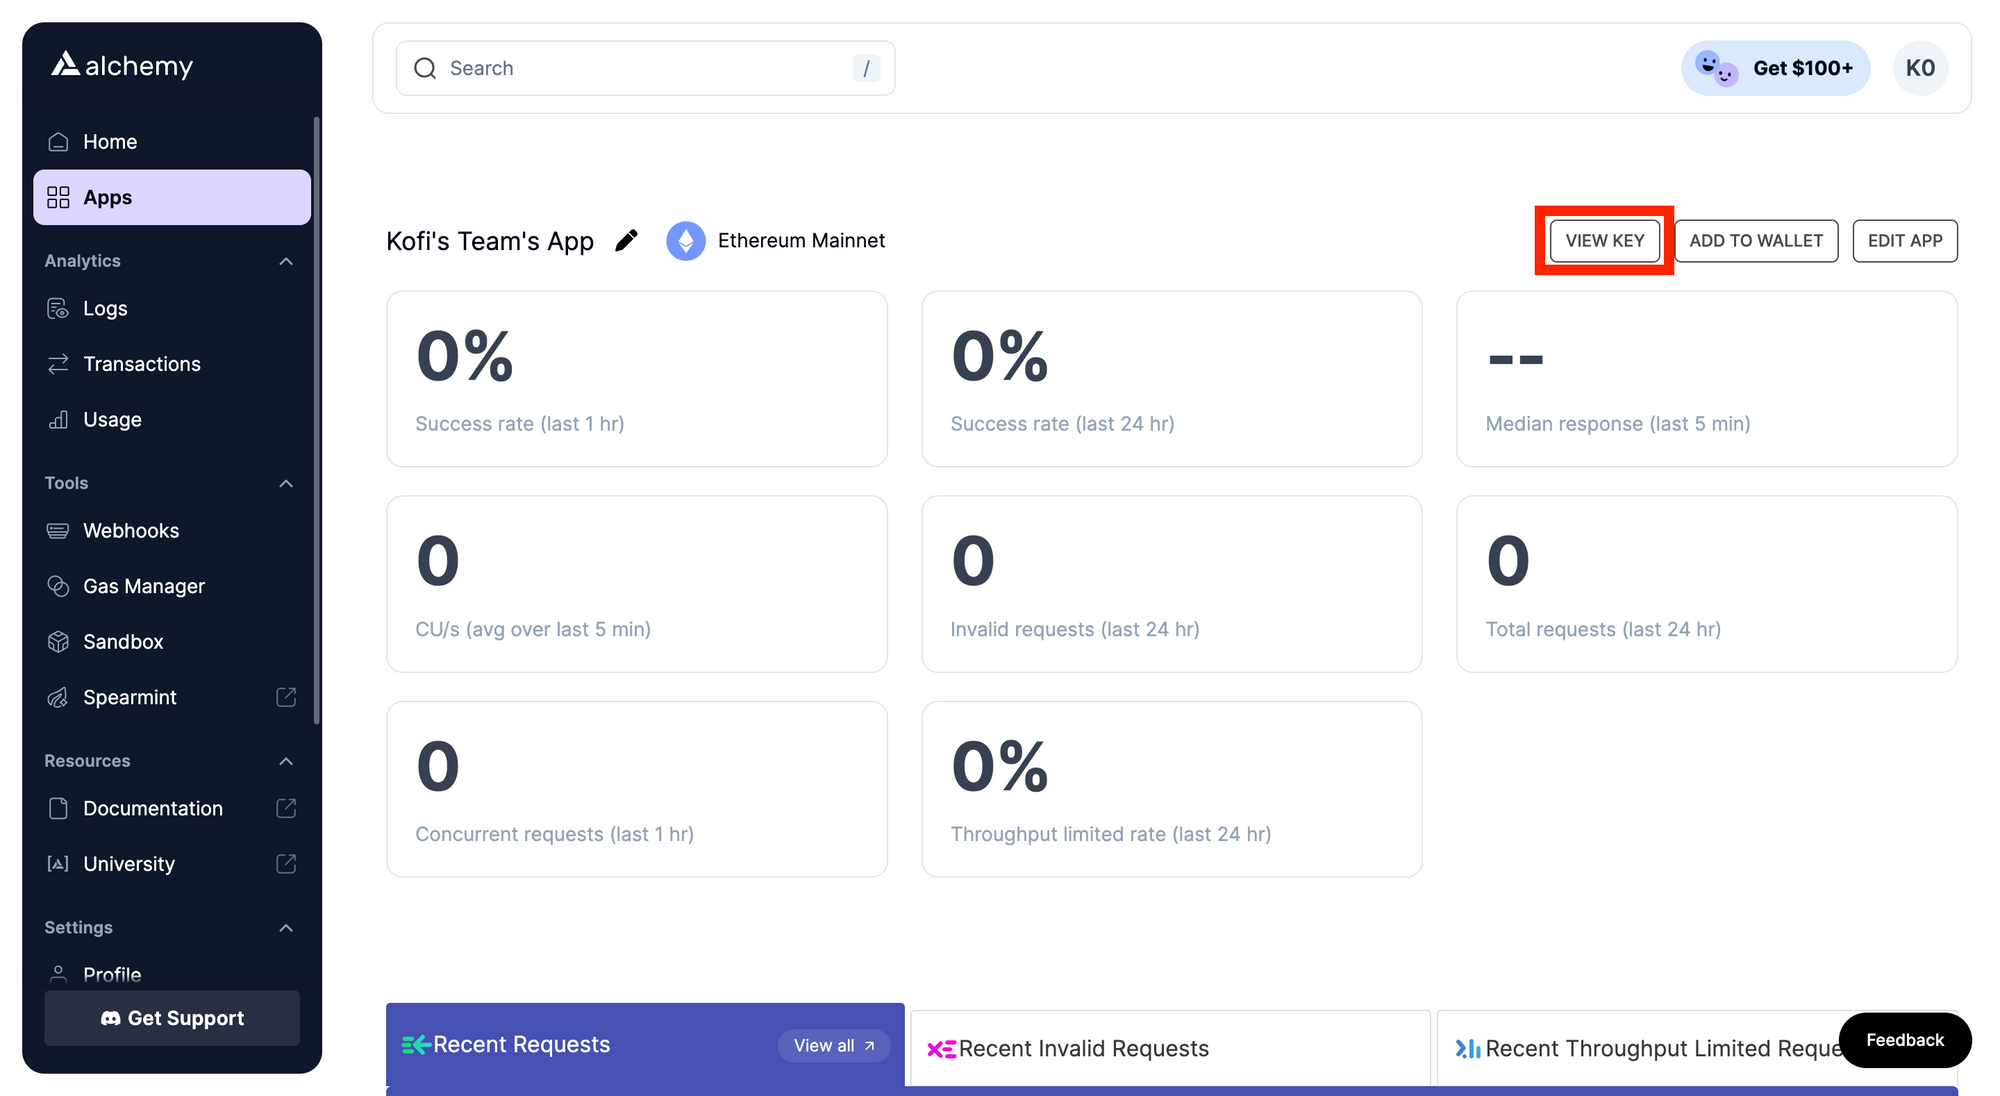 alchemy
Home
Apps
Analytics
Logs
Transactions
Usage
Tools
Webhooks
Gas Manager
Sandbox
Spearmint
Resources
Documentation
University
Settings
Profile
Get Support
Search /
Get $100+ K0
Kofi's Team's App Ethereum Mainnet VIEW KEY ADD TO WALLET EDIT APP
0%
Success rate (last 1 hr)
0%
Success rate (last 24 hr)
--
Median response (last 5 min)
0
CU/s (avg over last 5 min)
0
Invalid requests (last 24 hr)
0
Total requests (last 24 hr)
0
Concurrent requests (last 1 hr)
0%
Throughput limited rate (last 24 hr)
Recent Requests View all
Recent Invalid Requests
Recent Throughput Limited Reque
Feedback